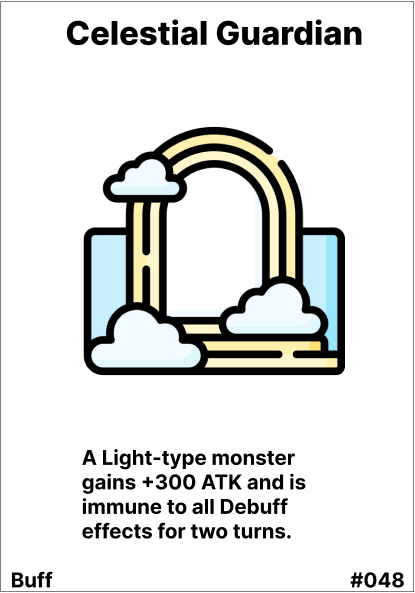 Celestial Guardian
A Light-type monster
gains +300 ATK and is
immune to all Debuff
effects for two turns.
Buff
#048